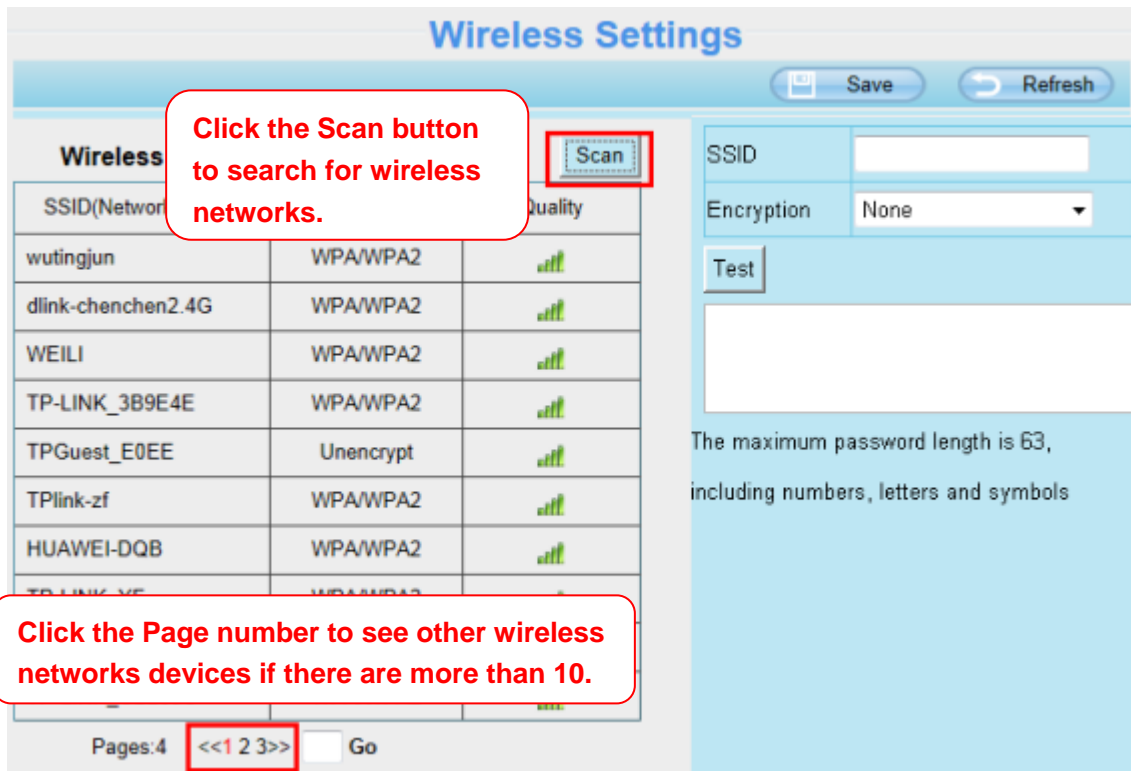 Wireless Settings
Save
Refresh
Click the Scan button
to search for wireless
networks.
Wireless
Scan
Quality
wutingjun WPA/WPA2
dlink-chenchen2.4G WPA/WPA2
WEILI WPA/WPA2
TP-LINK_3B9E4E WPA/WPA2
TPGuest_E0EE Unencrypt
TPlink-zf WPA/WPA2
HUAWEI-DQB WPA/WPA2
Click the Page number to see other wireless
networks devices if there are more than 10.
Pages:4 <<1 2 3>> Go
SSID
Encryption None
Test
The maximum password length is 63,
including numbers, letters and symbols